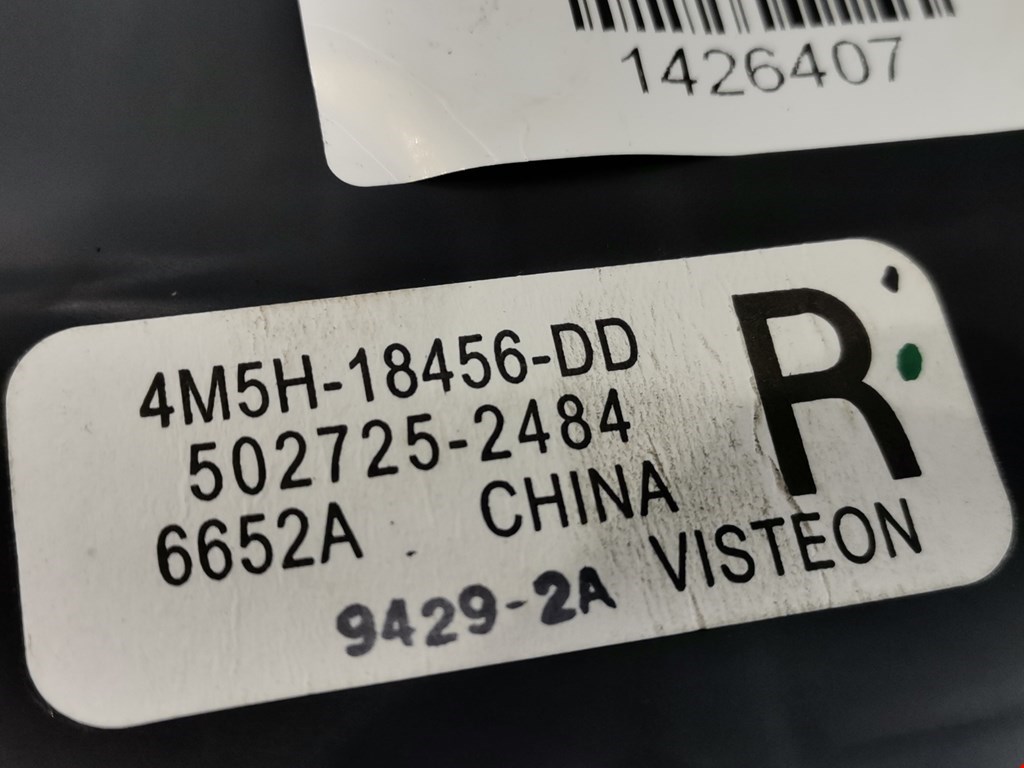 1426407
4M5H-18456-DD
R
502725-2484
6652A CHINA
VISTEON
9429-2A